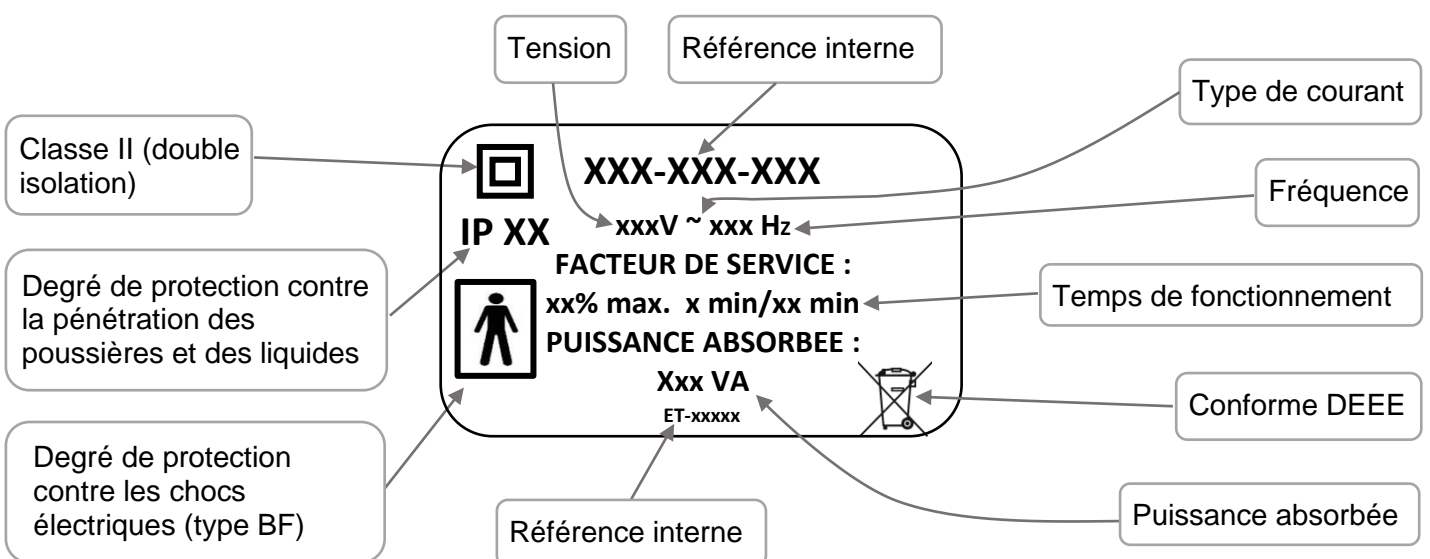 Tension
Référence interne
Type de courant
Classe II (double
isolation)
XXX-XXX-XXX
Fréquence
IP XX
xxxV ~ xxx Hz
FACTEUR DE SERVICE :
Degré de protection contre
la pénétration des
poussières et des liquides
xx% max. x min/xx min
Temps de fonctionnement
PUISSANCE ABSORBEE :
Xxx VA
ET-xxxxx
Conforme DEEE
Degré de protection
contre les chocs
électriques (type BF)
Référence interne
Puissance absorbée